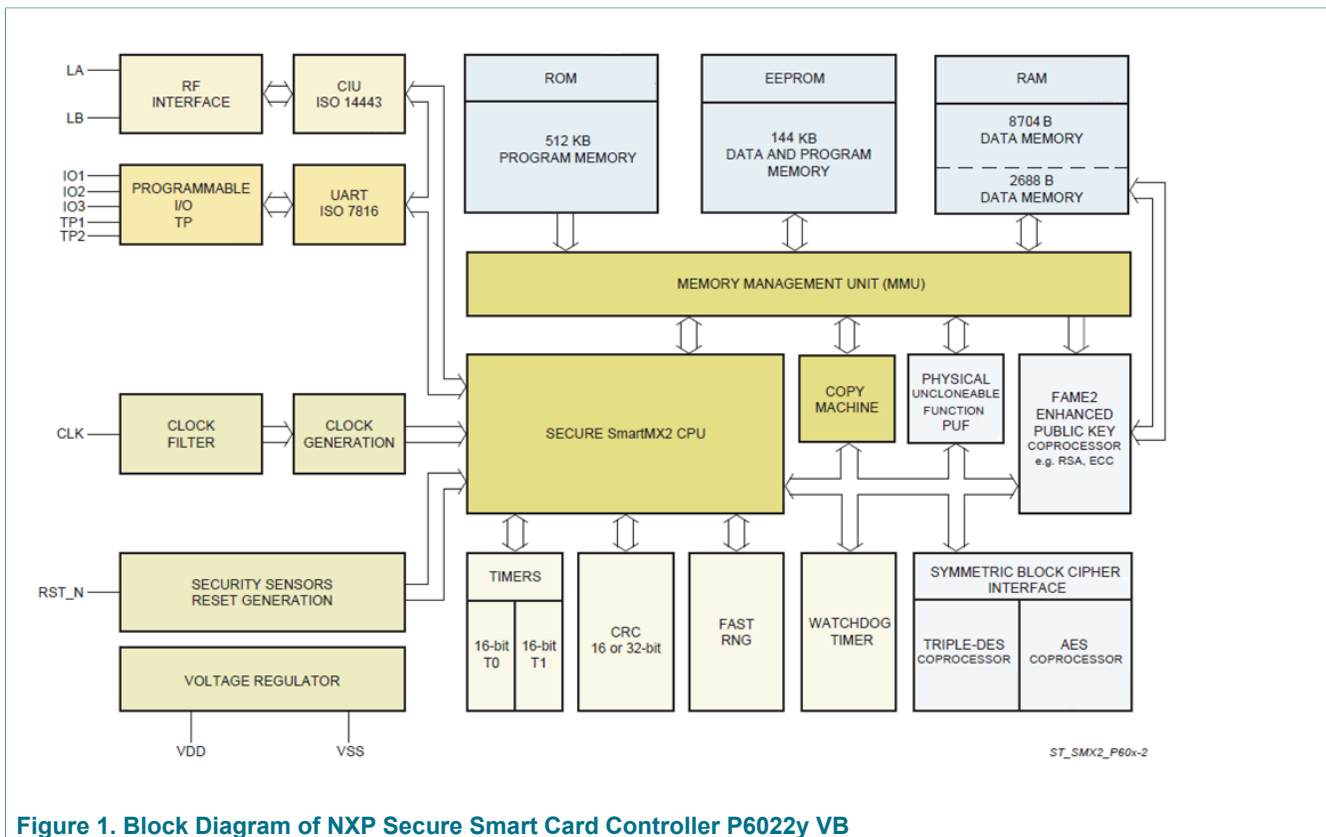 LA
LB
RF
INTERFACE
CIU
ISO 14443
IO1
IO2
IO3
TP1
TP2
PROGRAMMABLE
I/O
TP
UART
ISO 7816
ROM
512 KB
PROGRAM MEMORY
EEPROM
144 KB
DATA AND PROGRAM
MEMORY
RAM
8704 B
DATA MEMORY
2688 B
DATA MEMORY
MEMORY MANAGEMENT UNIT (MMU)
CLK
CLOCK
FILTER
CLOCK
GENERATION
SECURE SmartMX2 CPU
COPY
MACHINE
PHYSICAL
UNCLONEABLE
FUNCTION
PUF
FAME2
ENHANCED
PUBLIC KEY
COPROCESSOR
e.g. RSA, ECC
RST_N
SECURITY SENSORS
RESET GENERATION
VOLTAGE REGULATOR
VDD
VSS
TIMERS
16-bit
T0
16-bit
T1
CRC
16 or 32-bit
FAST
RNG
WATCHDOG
TIMER
SYMMETRIC BLOCK CIPHER
INTERFACE
TRIPLE-DES
COPROCESSOR
AES
COPROCESSOR
ST_SMX2_P60x-2
Figure 1. Block Diagram of NXP Secure Smart Card Controller P6022y VB